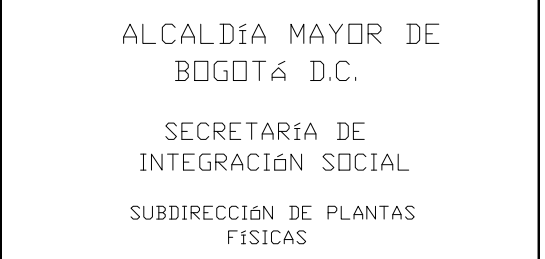 ALCALDíA MAYOR DE
BOGOTá D.C.
SECRETARíA DE
INTEGRACIóN SOCIAL
SUBDIRECCIóN DE PLANTAS
FíSICAS